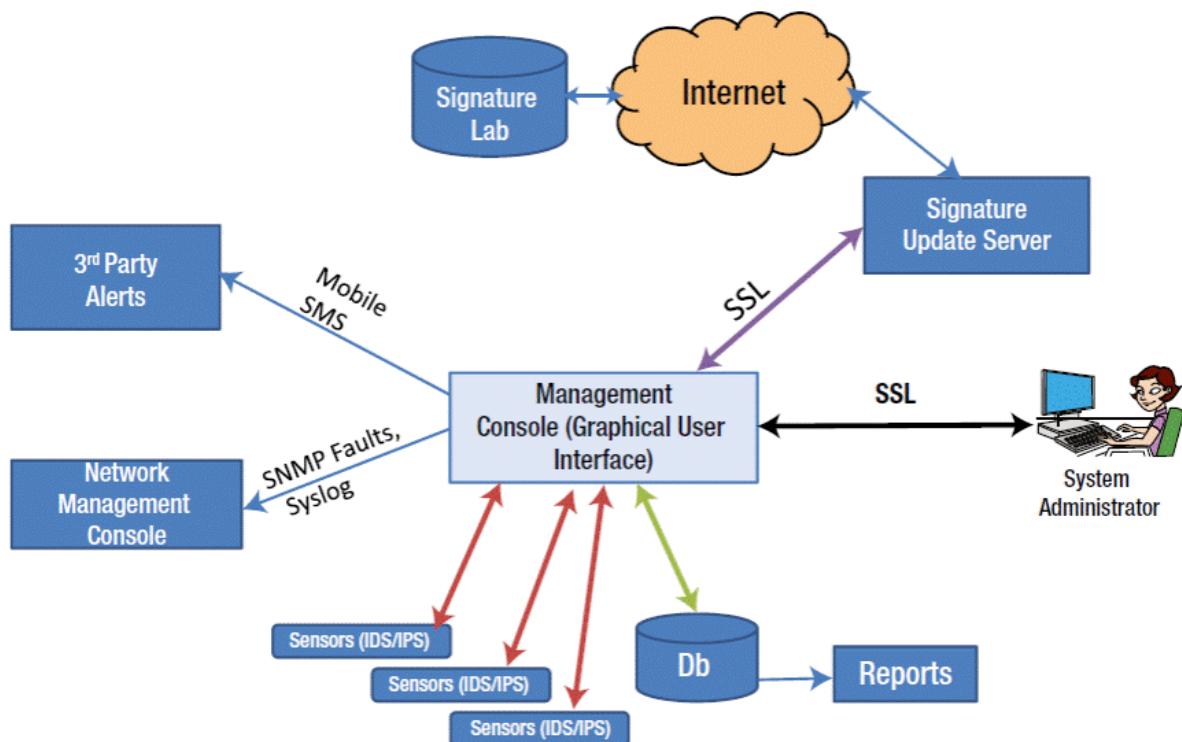 Signature
Lab
Internet
Signature
Update Server
3rd Party
Alerts
Mobile
SMS
SSL
Management
Console (Graphical User
Interface)
SSL
System
Administrator
SNMP Faults,
Syslog
Network
Management
Console
Sensors (IDS/IPS)
Sensors (IDS/IPS)
Sensors (IDS/IPS)
Db
Reports